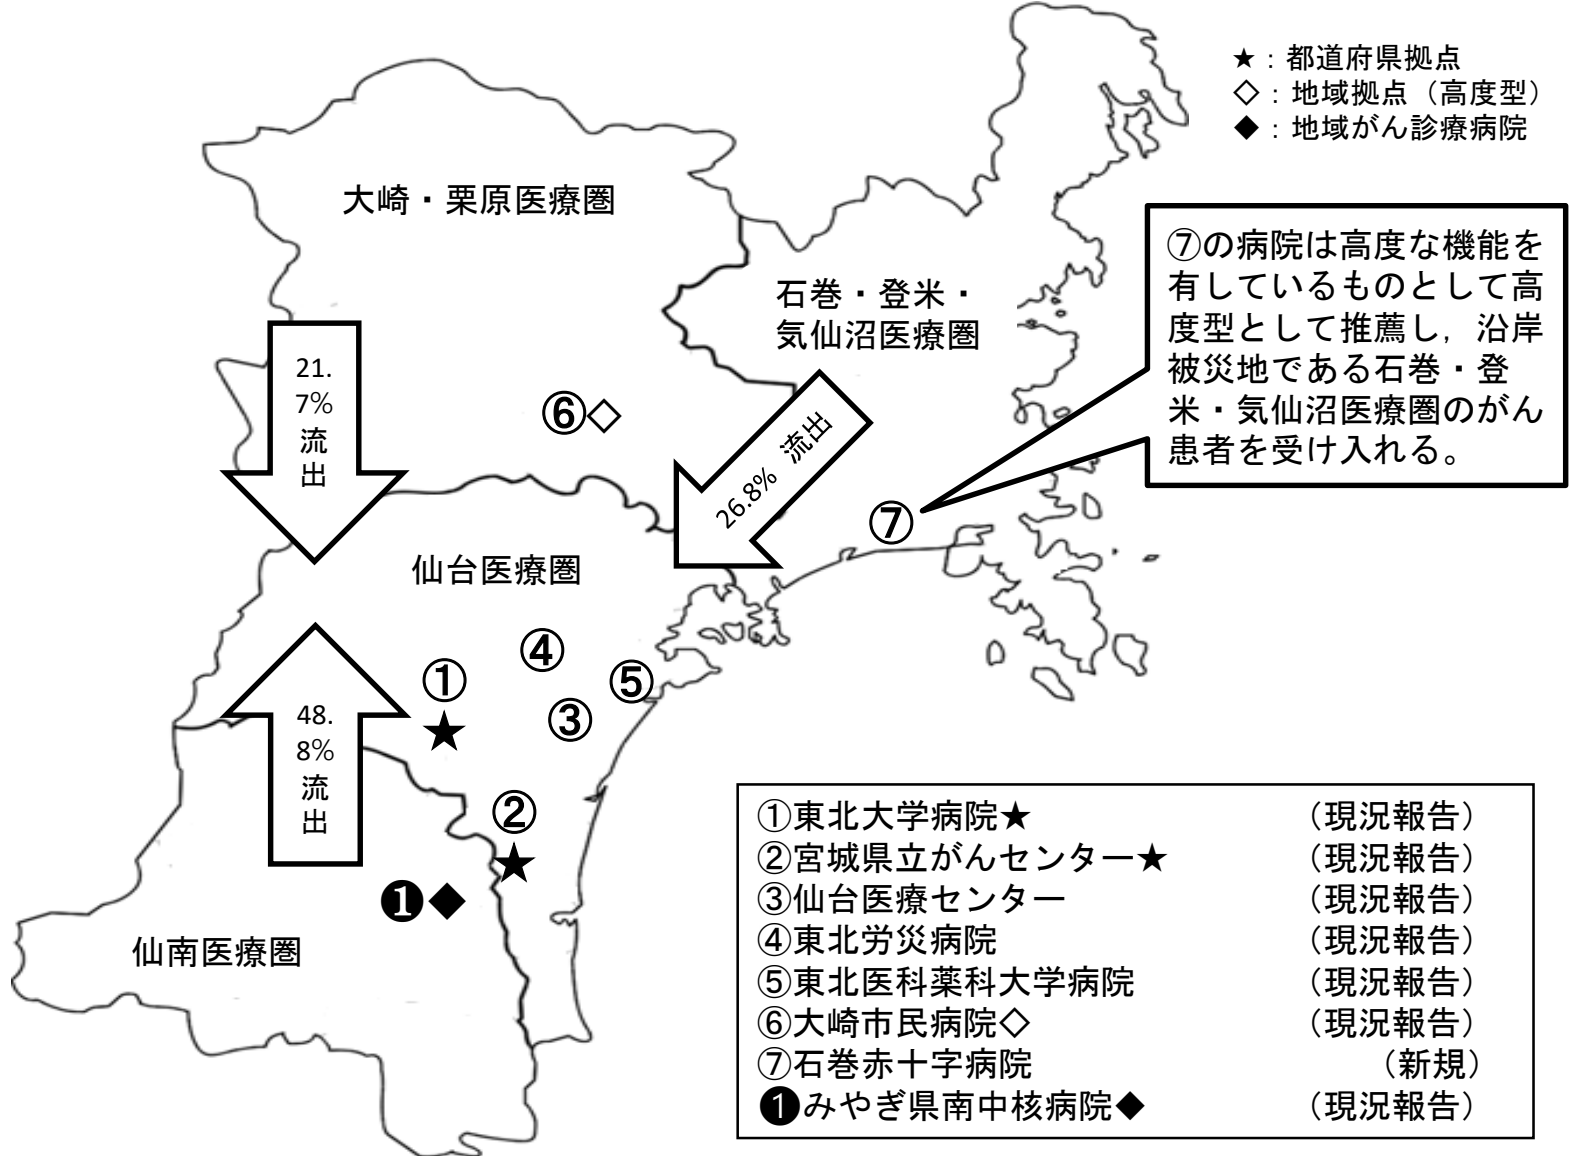 ★：都道府県拠点
◇：地域拠点（高度型）
◆：地域がん診療病院
大崎・栗原医療圏
石巻・登米・
気仙沼医療圏
⑦の病院は高度な機能を
有しているものとして高
度型として推薦し，沿岸
被災地である石巻・登
米・気仙沼医療圏のがん
患者を受け入れる。
21.
7%
流
出
⑥◇
26.8% 流出
⑦
仙台医療圏
④
①
★
⑤
③
48.
8%
流
出
②
★
❶◆
仙南医療圏
①東北大学病院★ （現況報告）
②宮城県立がんセンター★ （現況報告）
③仙台医療センター （現況報告）
④東北労災病院 （現況報告）
⑤東北医科薬科大学病院 （現況報告）
⑥大崎市民病院◇ （現況報告）
⑦石巻赤十字病院 （新規）
❶みやぎ県南中核病院◆ （現況報告）